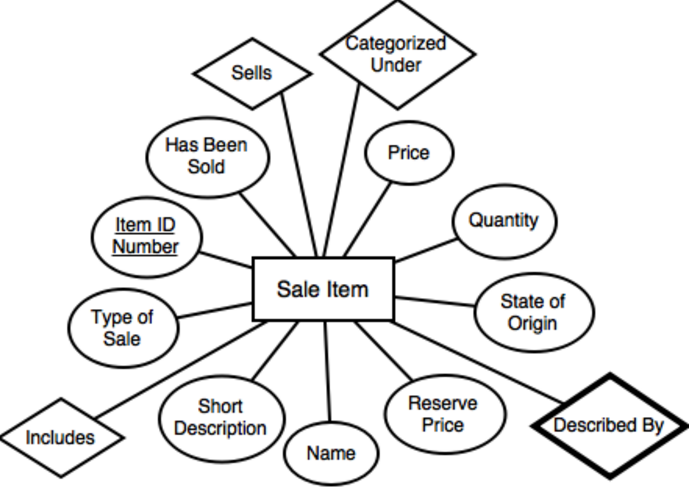 Categorized
Under
Sells
Has Been
Sold
Price
Item ID
Number
Quantity
Sale Item
Type of
Sale
State of
Origin
Short
Description
Reserve
Price
Includes
Name
Described By